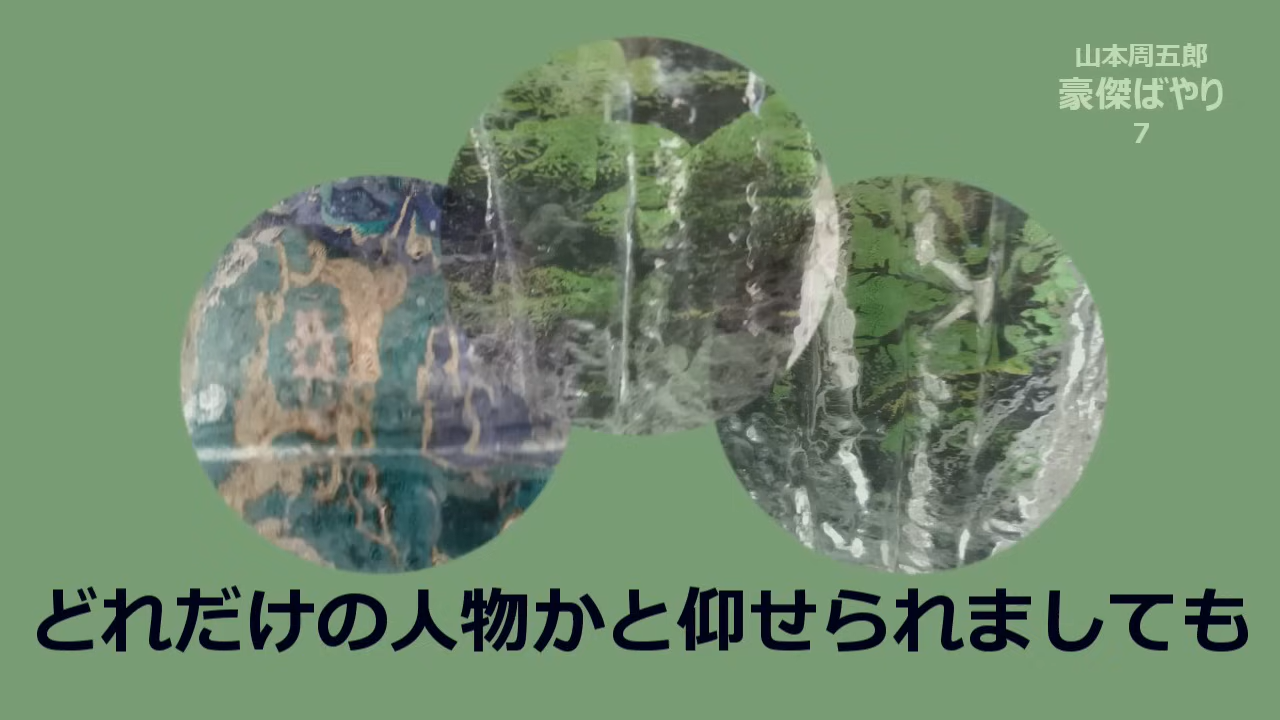 山本周五郎
豪傑ばやり
7
どれだけの人物かと仰せられましても